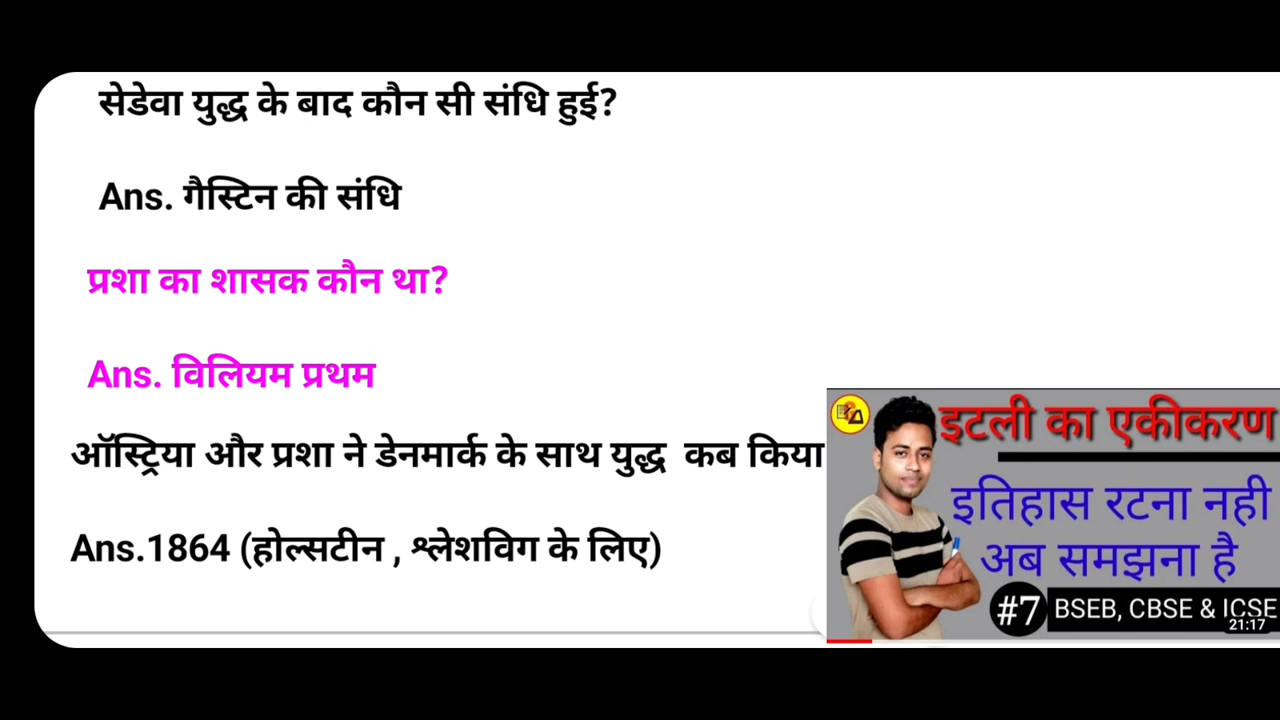 सेडेवा युद्ध के बाद कौन सी संधि हुई?
Ans. गैस्टिन की संधि
प्रशा का शासक कौन था?
Ans. विलियम प्रथम
ऑस्ट्रिया और प्रशा ने डेनमार्क के साथ युद्ध कब किया
Ans.1864 (होल्सटीन , श्लेशविग के लिए)
इटली का एकीकरण
इतिहास रटना नही
अब समझना है
#7 BSEB, CBSE & ICSE
21:17